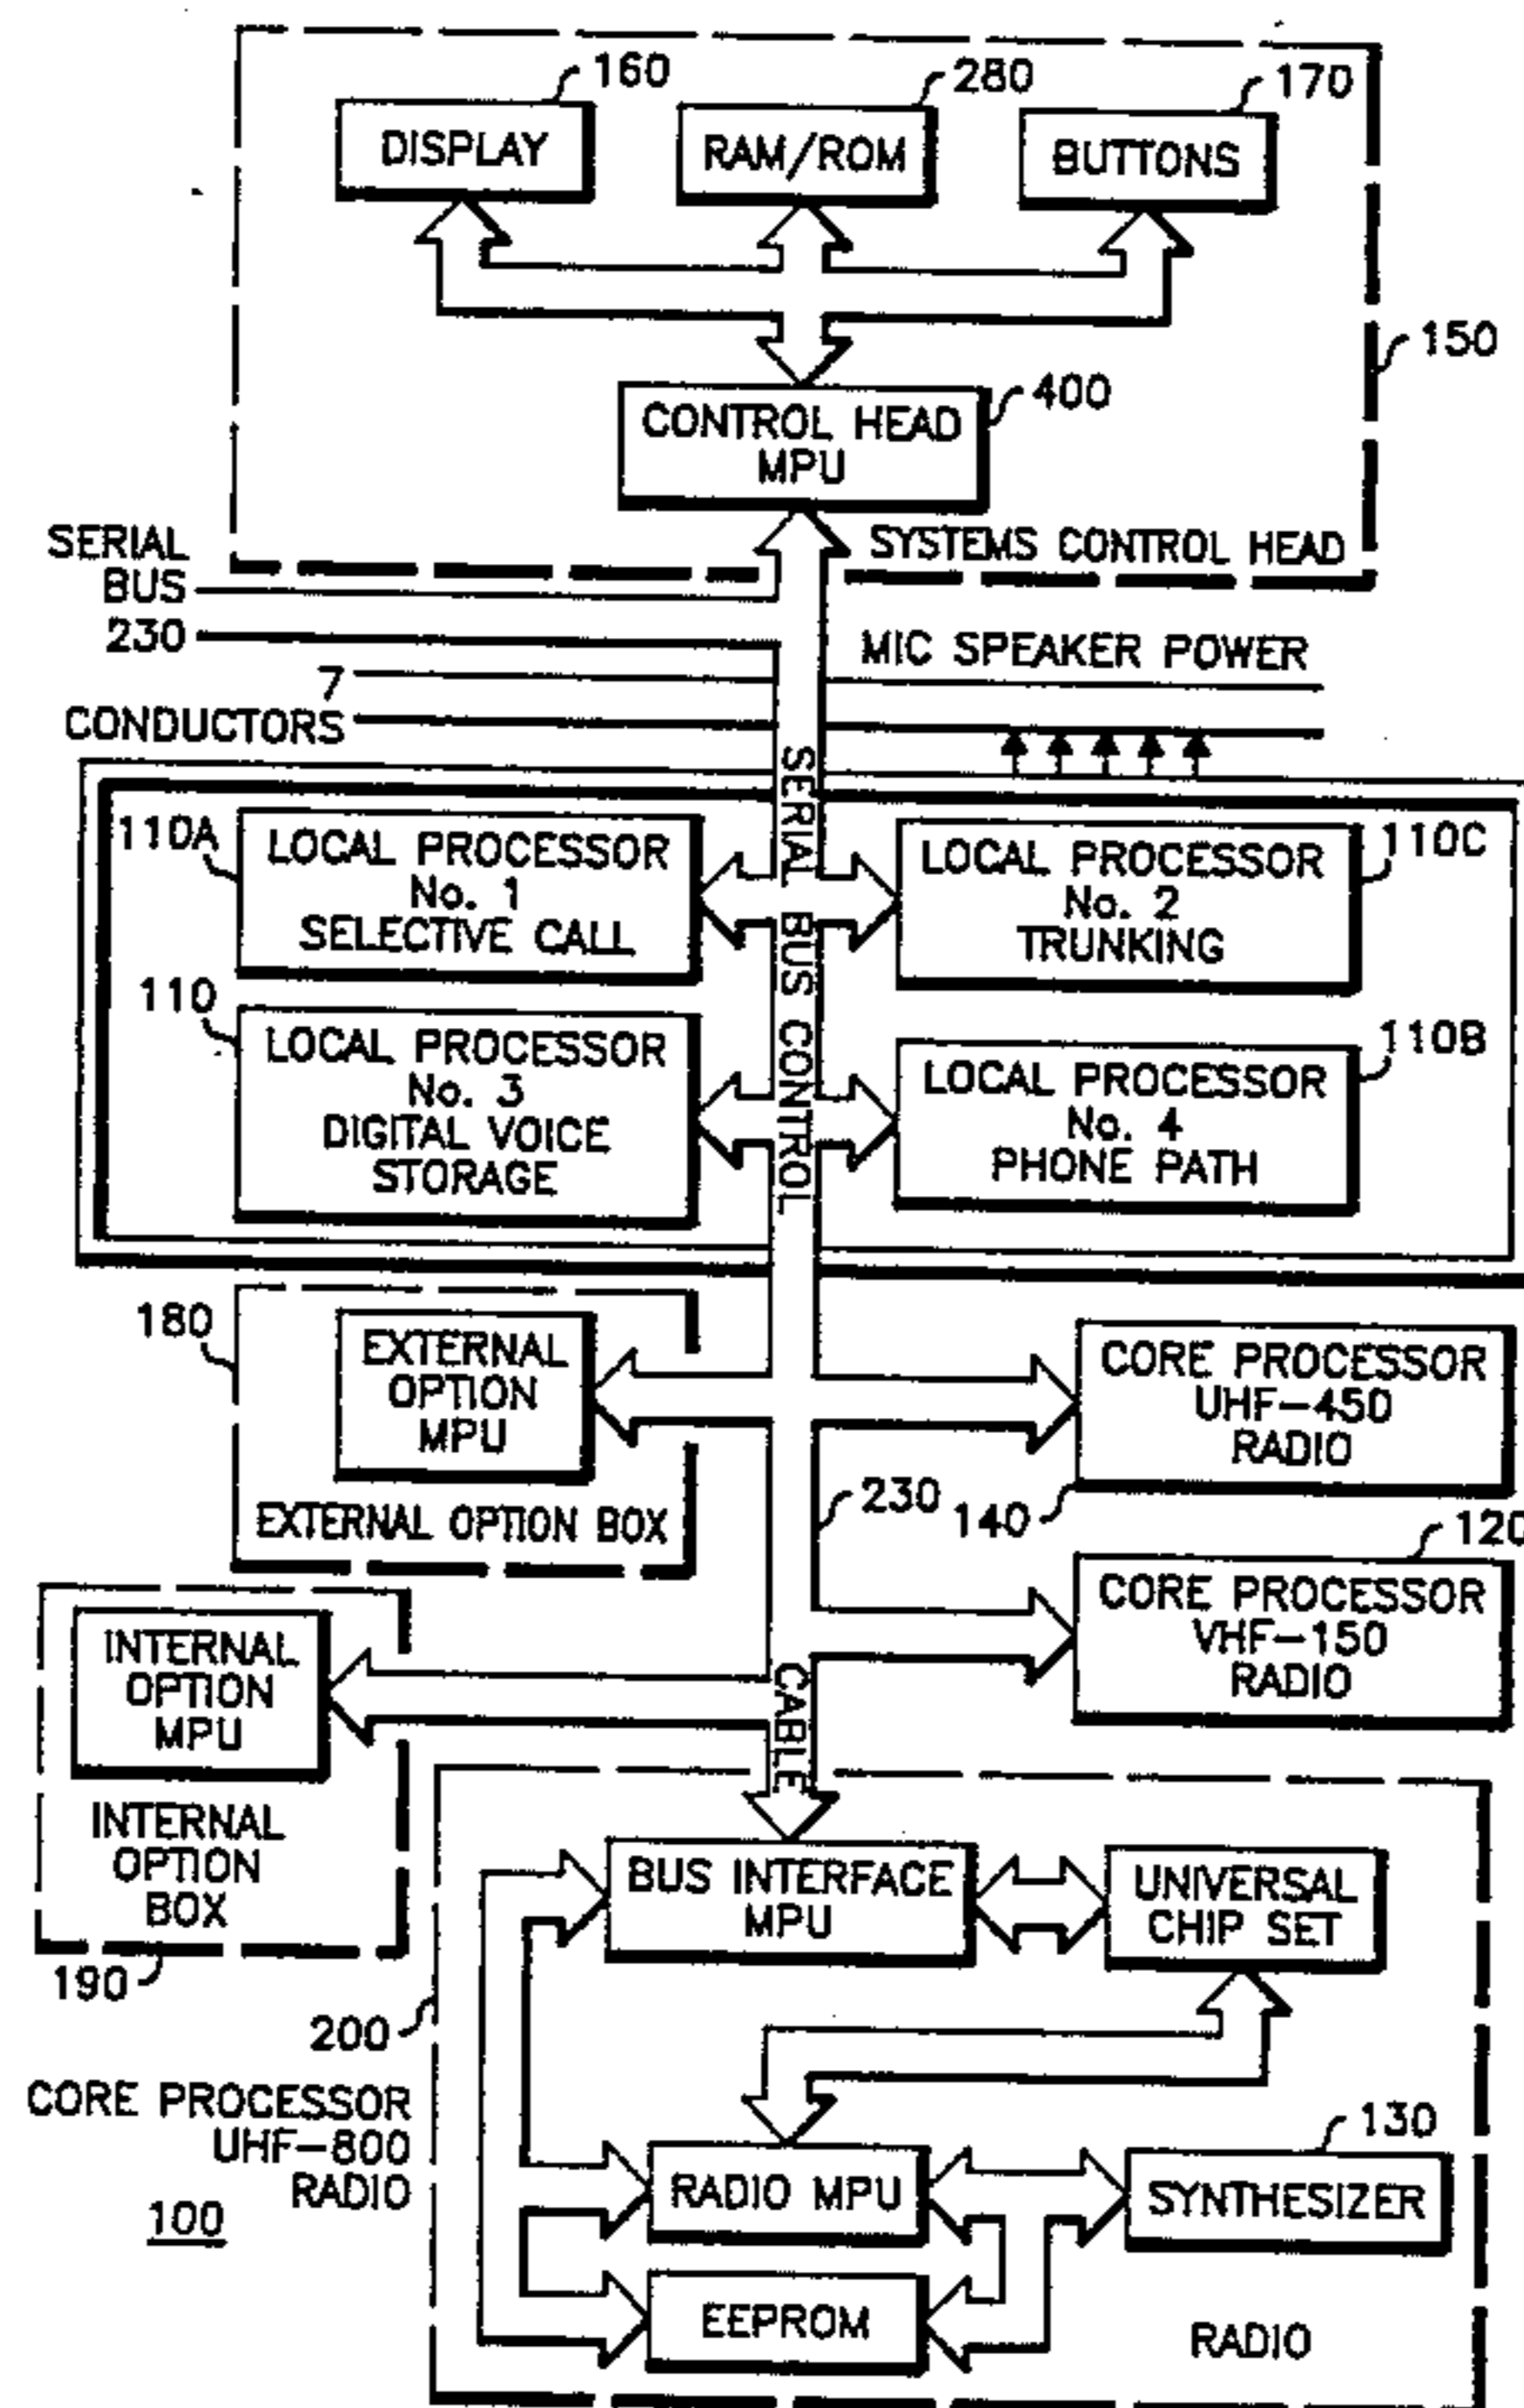 160
280
170
DISPLAY
RAM/ROM
BUTTONS
150
400
CONTROL HEAD
MPU
SYSTEMS CONTROL HEAD
SERIAL
BUS
230
MIC SPEAKER POWER
7
CONDUCTORS
SERIAL BUS CONTROL
110A
LOCAL PROCESSOR
No. 1
SELECTIVE CALL
110C
LOCAL PROCESSOR
No. 2
TRUNKING
110
LOCAL PROCESSOR
No. 3
DIGITAL VOICE
STORAGE
110B
LOCAL PROCESSOR
No. 4
PHONE PATH
180
EXTERNAL
OPTION
MPU
EXTERNAL OPTION BOX
CORE PROCESSOR
UHF-450
RADIO
230
140
120
CORE PROCESSOR
VHF-150
RADIO
INTERNAL
OPTION
MPU
INTERNAL
OPTION
BOX
190
CABLE
BUS INTERFACE
MPU
UNIVERSAL
CHIP SET
200
CORE PROCESSOR
UHF-800
RADIO
100
130
RADIO MPU
SYNTHESIZER
EEPROM
RADIO